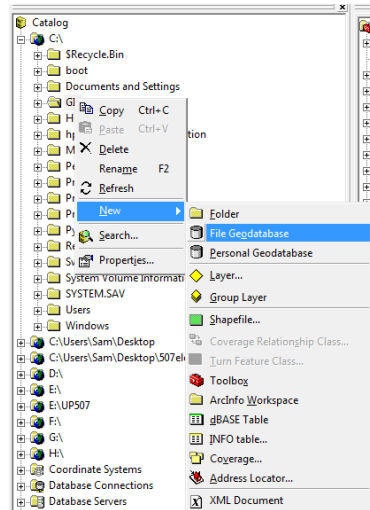 Catalog
C:\
$Recycle.Bin
boot
Documents and Settings
Copy Ctrl+C
Paste Ctrl+V
Delete
Rename F2
Refresh
New
Search...
Properties...
Folder
File Geodatabase
Personal Geodatabase
Layer...
Group Layer
Shapefile...
Coverage Relationship Class...
Turn Feature Class...
Toolbox
ArcInfo Workspace
dBASE Table
INFO table...
Coverage...
Address Locator...
XML Document
System Volume Informati
SYSTEM.SAV
Users
Windows
C:\Users\Sam\Desktop
C:\Users\Sam\Desktop\507ele
D:\
E:\
E:\UP507
F:\
G:\
H:\
Coordinate Systems
Database Connections
Database Servers